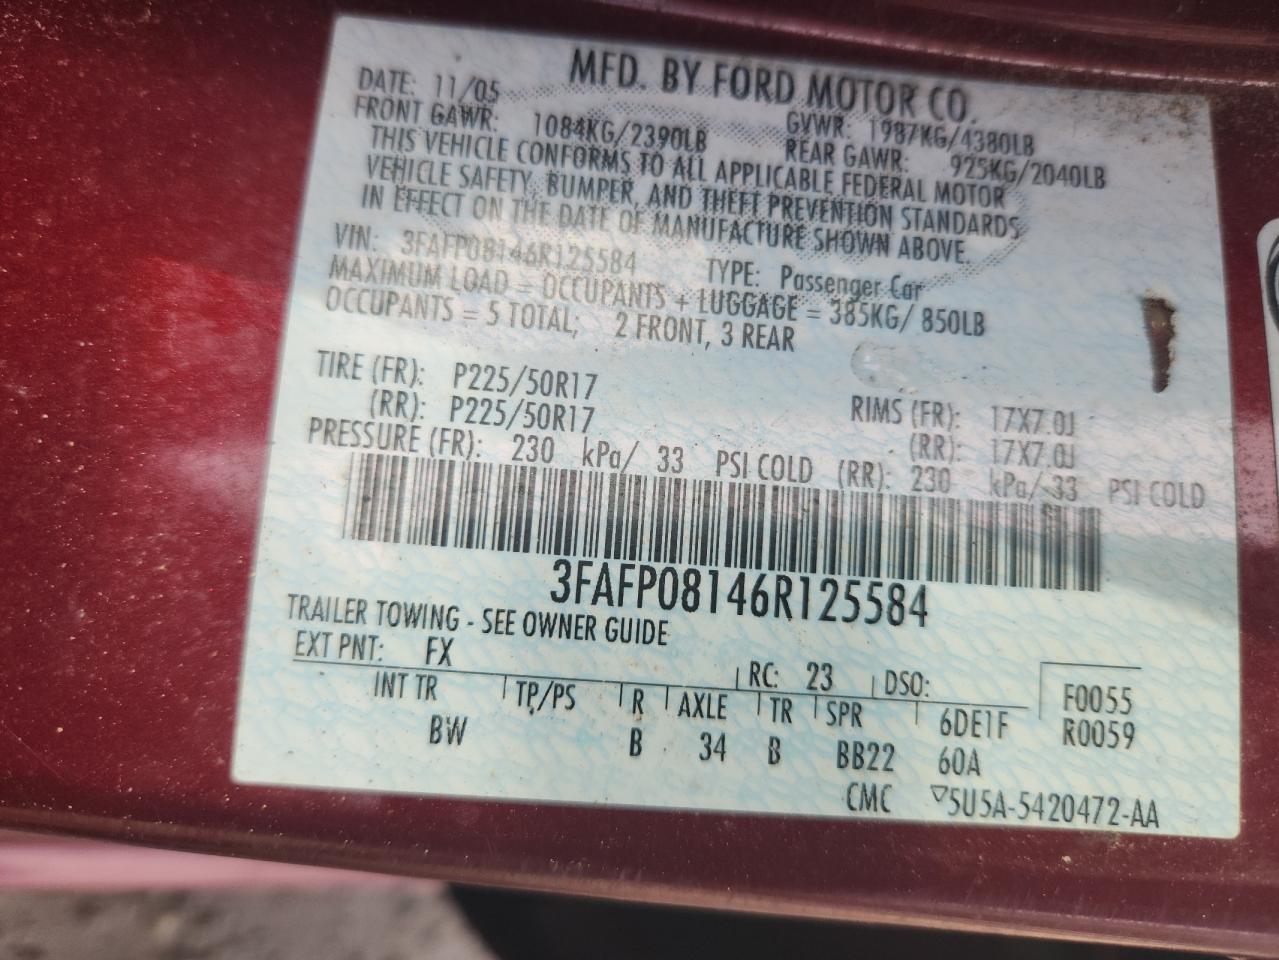 MFD. BY FORD MOTOR CO.
DATE: 11/05 GVWR: 1987KG/4380LB
FRONT GAWR: 1084KG/2390LB REAR GAWR: 925KG/2040LB
THIS VEHICLE CONFORMS TO ALL APPLICABLE FEDERAL MOTOR
VEHICLE SAFETY, BUMPER, AND THEFT PREVENTION STANDARDS
IN EFFECT ON THE DATE OF MANUFACTURE SHOWN ABOVE.
VIN: 3FAFP08146R125584 TYPE: Passenger Car
MAXIMUM LOAD = OCCUPANTS + LUGGAGE = 385KG/ 850LB
OCCUPANTS = 5 TOTAL; 2 FRONT, 3 REAR
TIRE (FR): P225/50R17 RIMS (FR): 17X7.0J
(RR): P225/50R17 (RR): 17X7.0J
PRESSURE (FR): 230 kPa/ 33 PSI COLD (RR): 230 kPa/ 33 PSI COLD
3FAFP08146R125584
TRAILER TOWING - SEE OWNER GUIDE
EXT PNT: FX RC: 23 DSO: F0055
INT TR TP/PS R AXLE TR SPR 6DE1F R0059
BW B 34 B BB22 60A
CMC ▽5U5A-5420472-AA